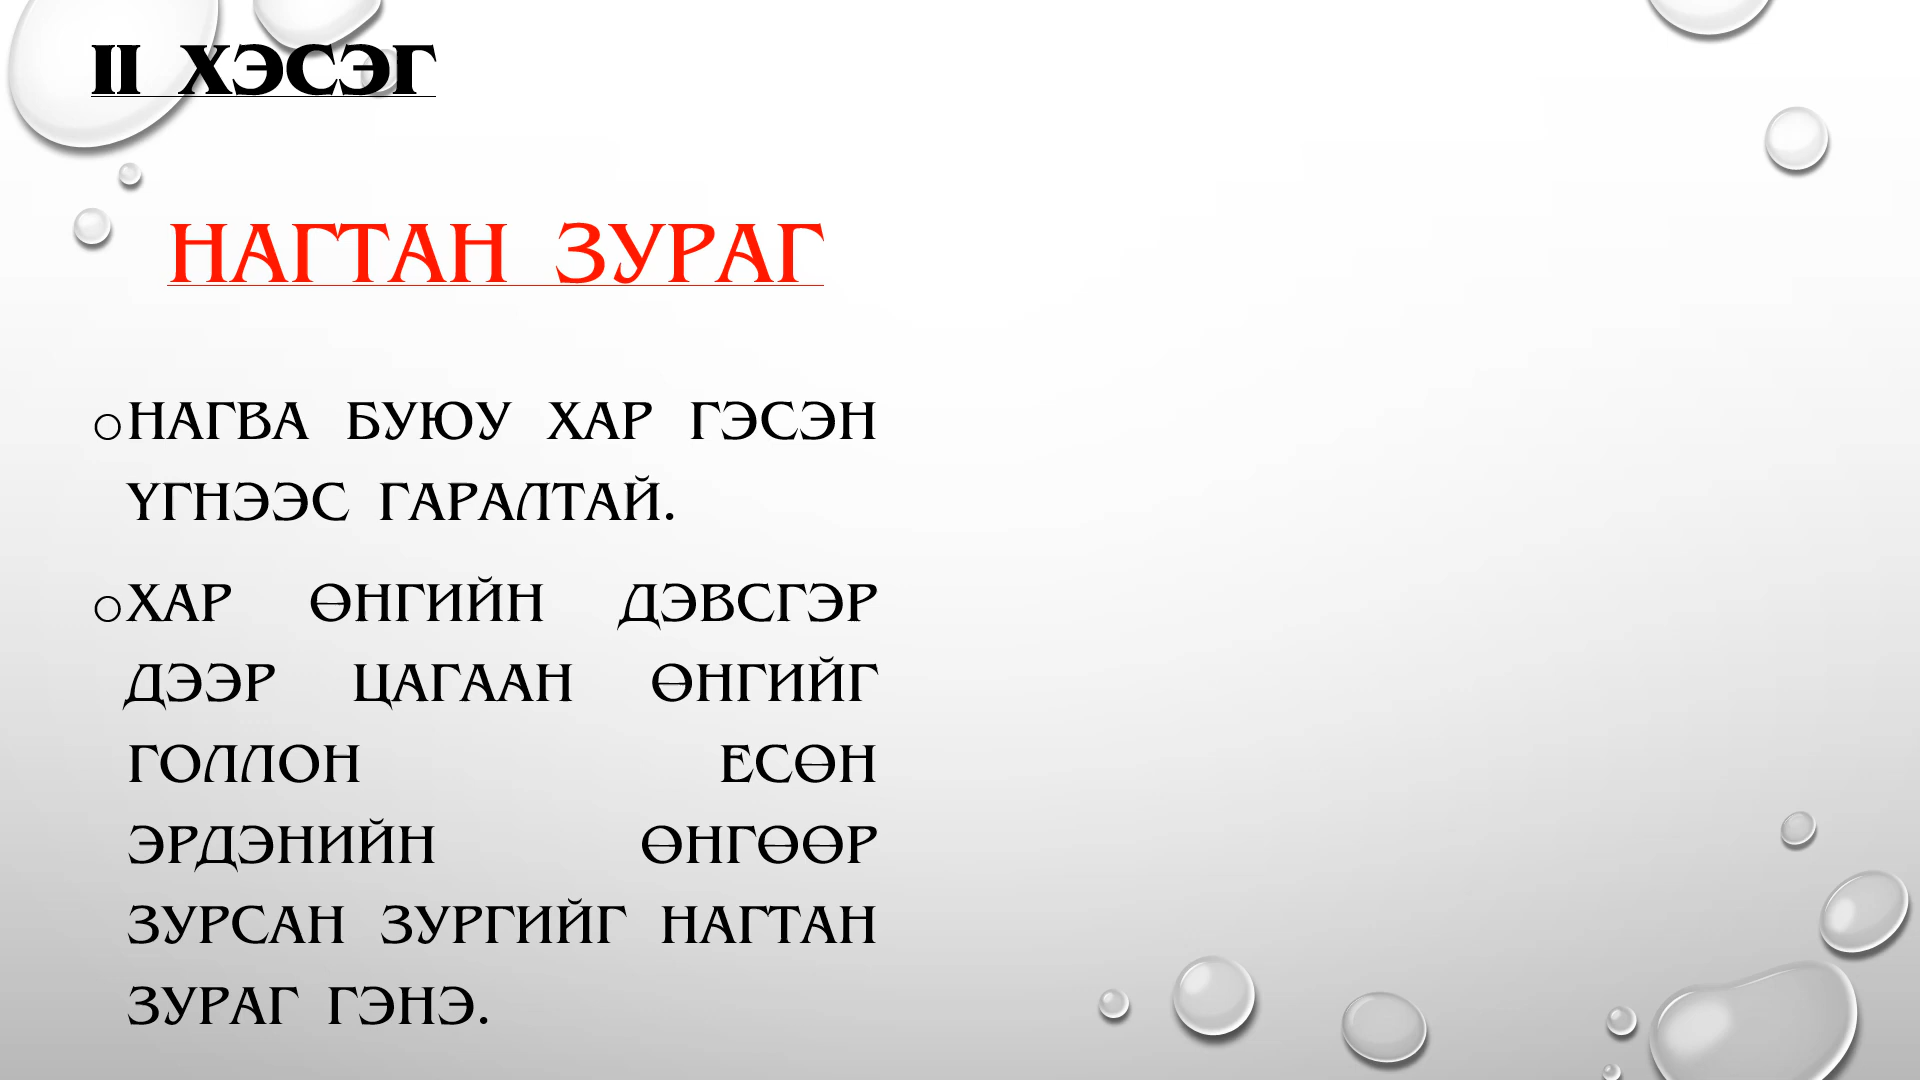 II ХЭСЭГ
НАГТАН ЗУРАГ
НАГВА БУЮУ ХАР ГЭСЭН
ҮГНЭЭС ГАРАЛТАЙ.
ХАР ӨНГИЙН ДЭВСГЭР
ДЭЭР ЦАГААН ӨНГИЙГ
ГОЛЛОН ЕСӨН
ЭРДЭНИЙН ӨНГӨӨР
ЗУРСАН ЗУРГИЙГ НАГТАН
ЗУРАГ ГЭНЭ.